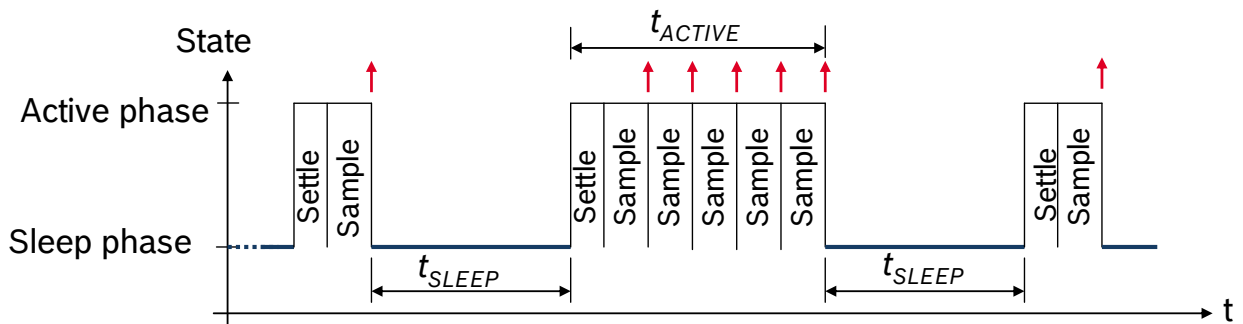 State
t_ACTIVE
Active phase
Settle
Sample
Settle
Sample
Sample
Sample
Sample
Sample
Settle
Sample
Sleep phase
t_SLEEP
t_SLEEP
t